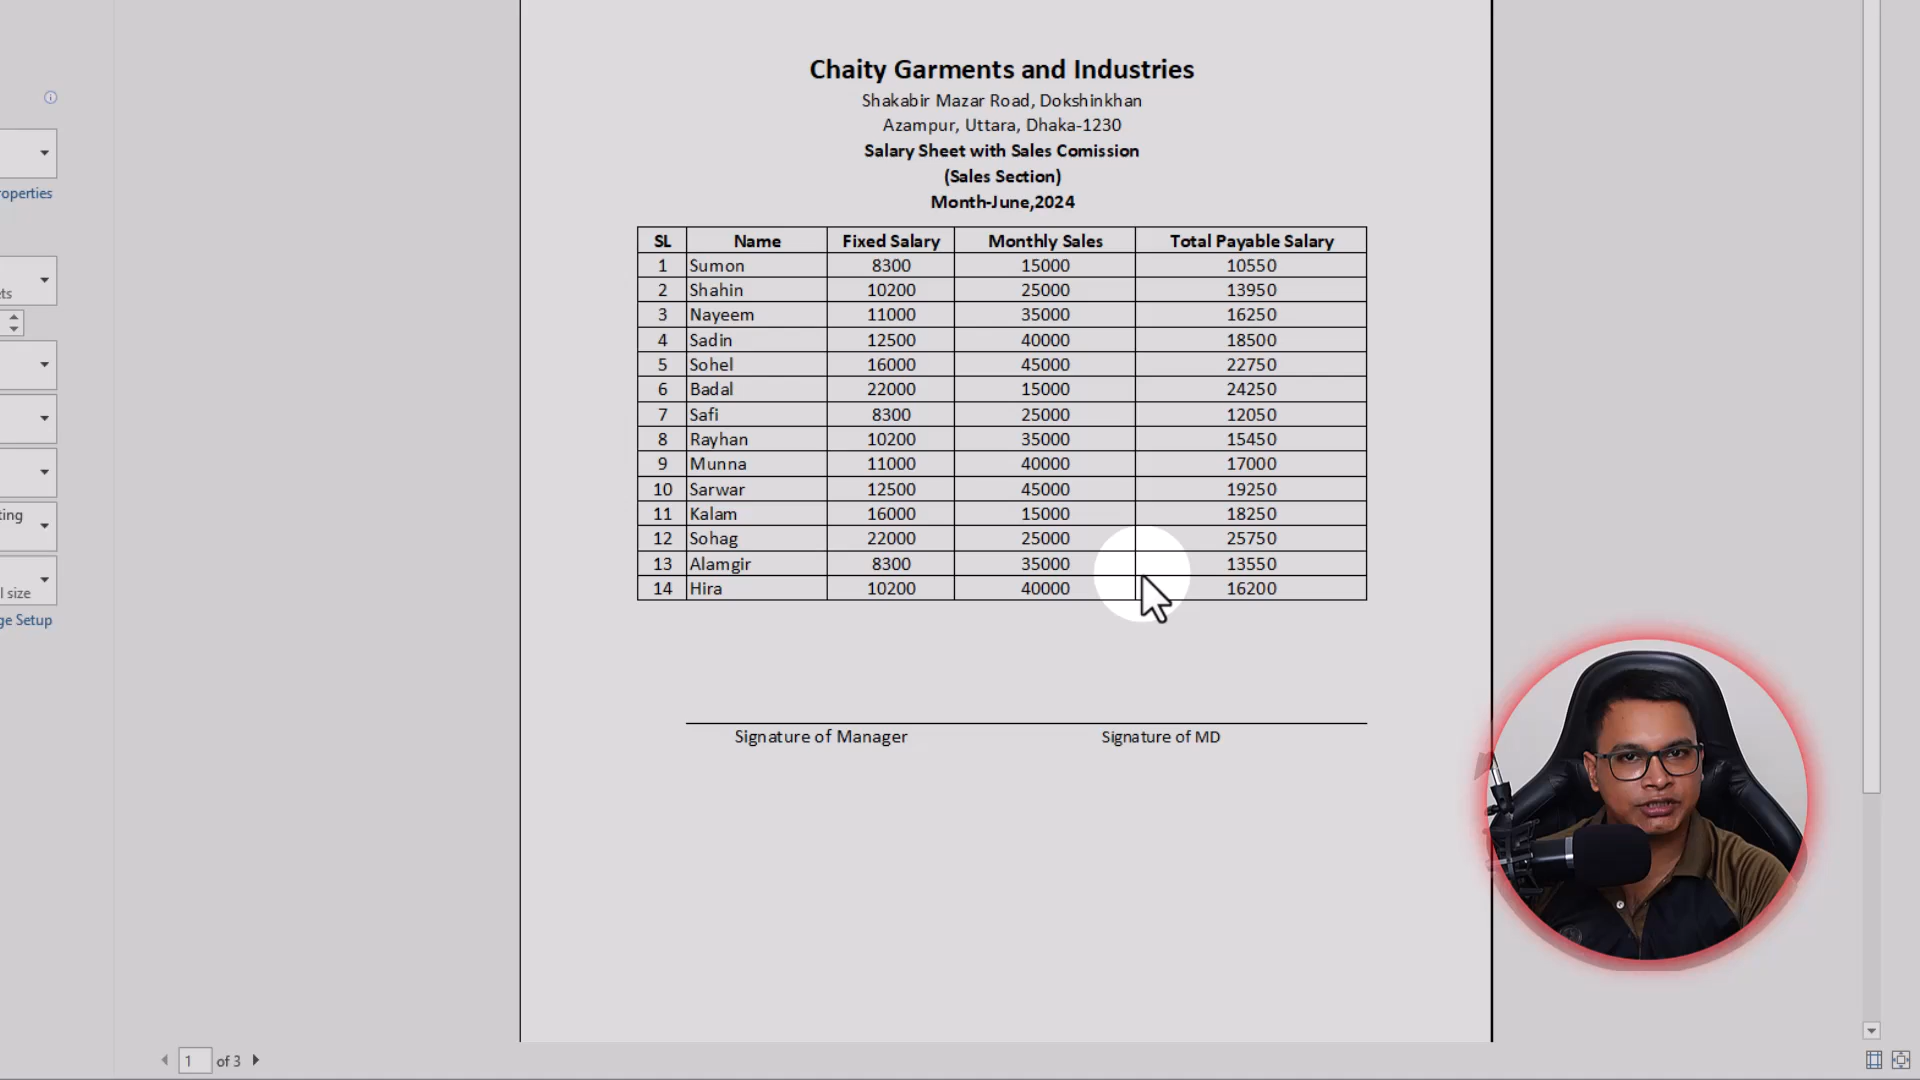 Chaity Garments and Industries
Shakabir Mazar Road, Dokshinkhan
Azampur, Uttara, Dhaka-1230
Salary Sheet with Sales Comission
(Sales Section)
Month-June,2024
SL Name Fixed Salary Monthly Sales Total Payable Salary
1 Sumon 8300 15000 10550
2 Shahin 10200 25000 13950
3 Nayeem 11000 35000 16250
4 Sadin 12500 40000 18500
5 Sohel 16000 45000 22750
6 Badal 22000 15000 24250
7 Safi 8300 25000 12050
8 Rayhan 10200 35000 15450
9 Munna 11000 40000 17000
10 Sarwar 12500 45000 19250
11 Kalam 16000 15000 18250
12 Sohag 22000 25000 25750
13 Alamgir 8300 35000 13550
14 Hira 10200 40000 16200
Signature of Manager Signature of MD
roperties
ts
ting
l size
ge Setup
1 of 3